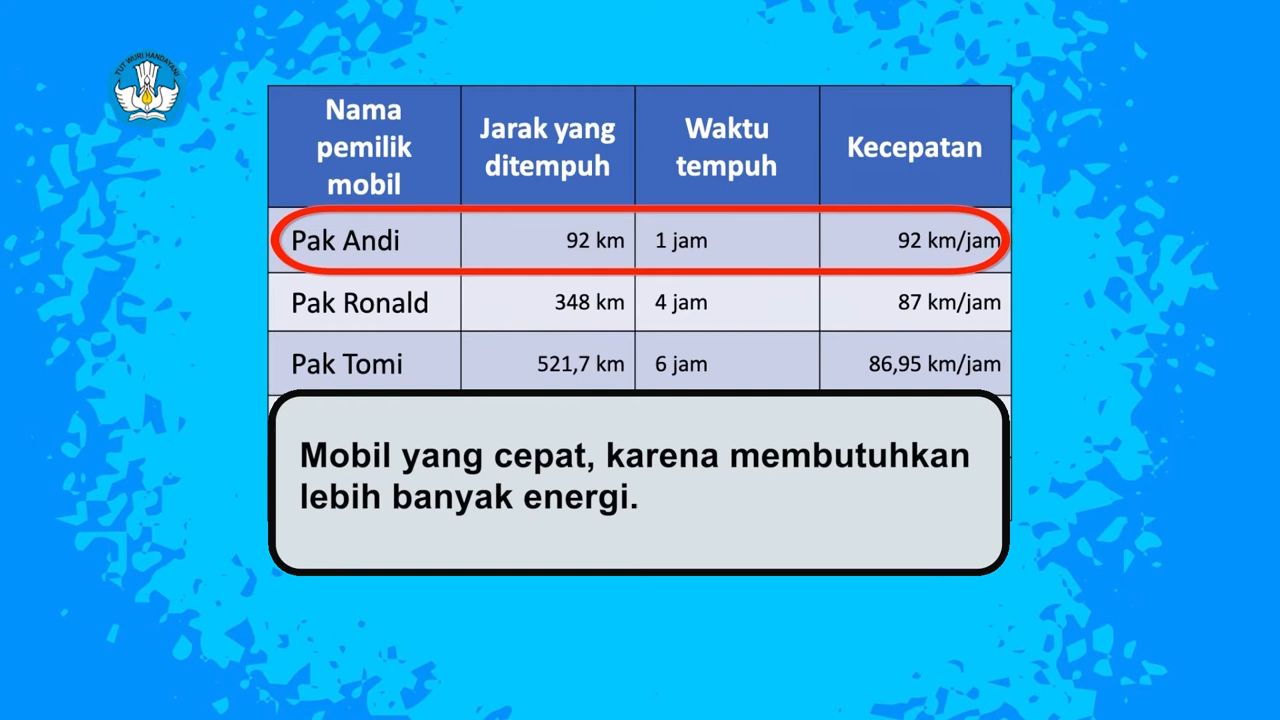 TUT WURI HANDAYANI
Nama
pemilik
mobil
Jarak yang
ditempuh
Waktu
tempuh
Kecepatan
Pak Andi 92 km 1 jam 92 km/jam
Pak Ronald 348 km 4 jam 87 km/jam
Pak Tomi 521,7 km 6 jam 86,95 km/jam
Mobil yang cepat, karena membutuhkan
lebih banyak energi.